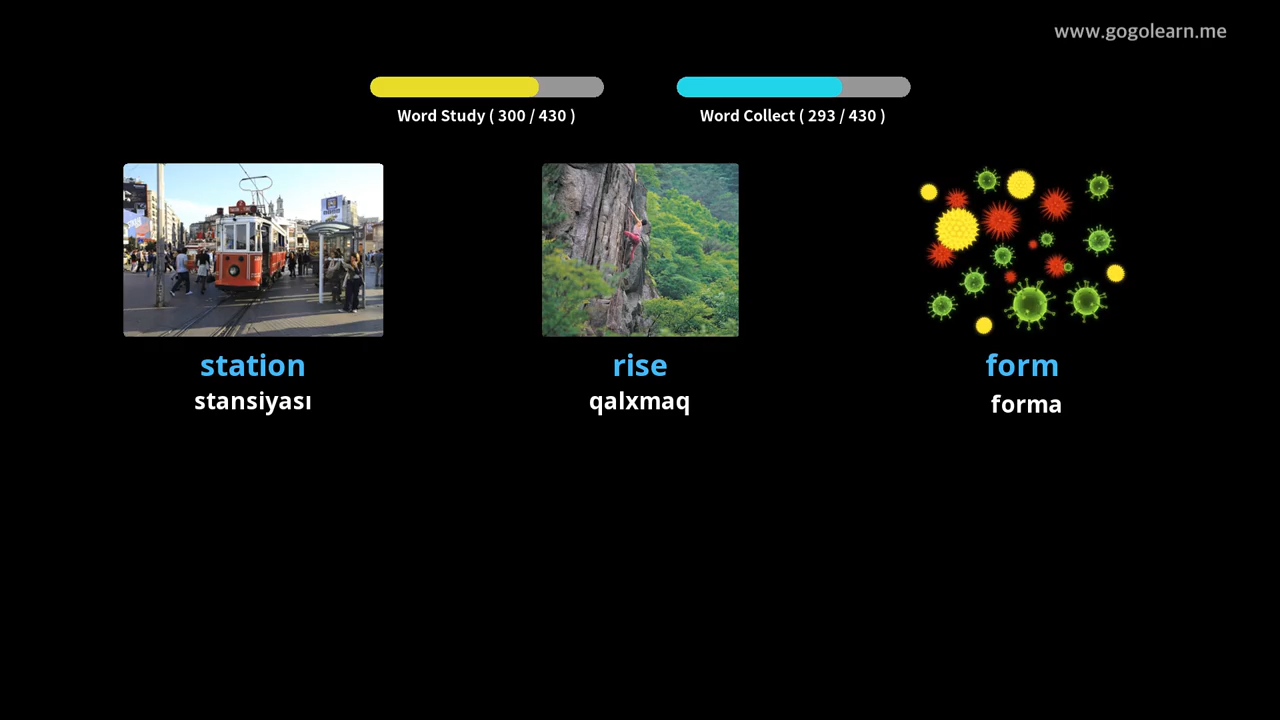 www.gogolearn.me
Word Study ( 300 / 430 )
Word Collect ( 293 / 430 )
station
stansiyası
rise
qalxmaq
form
forma